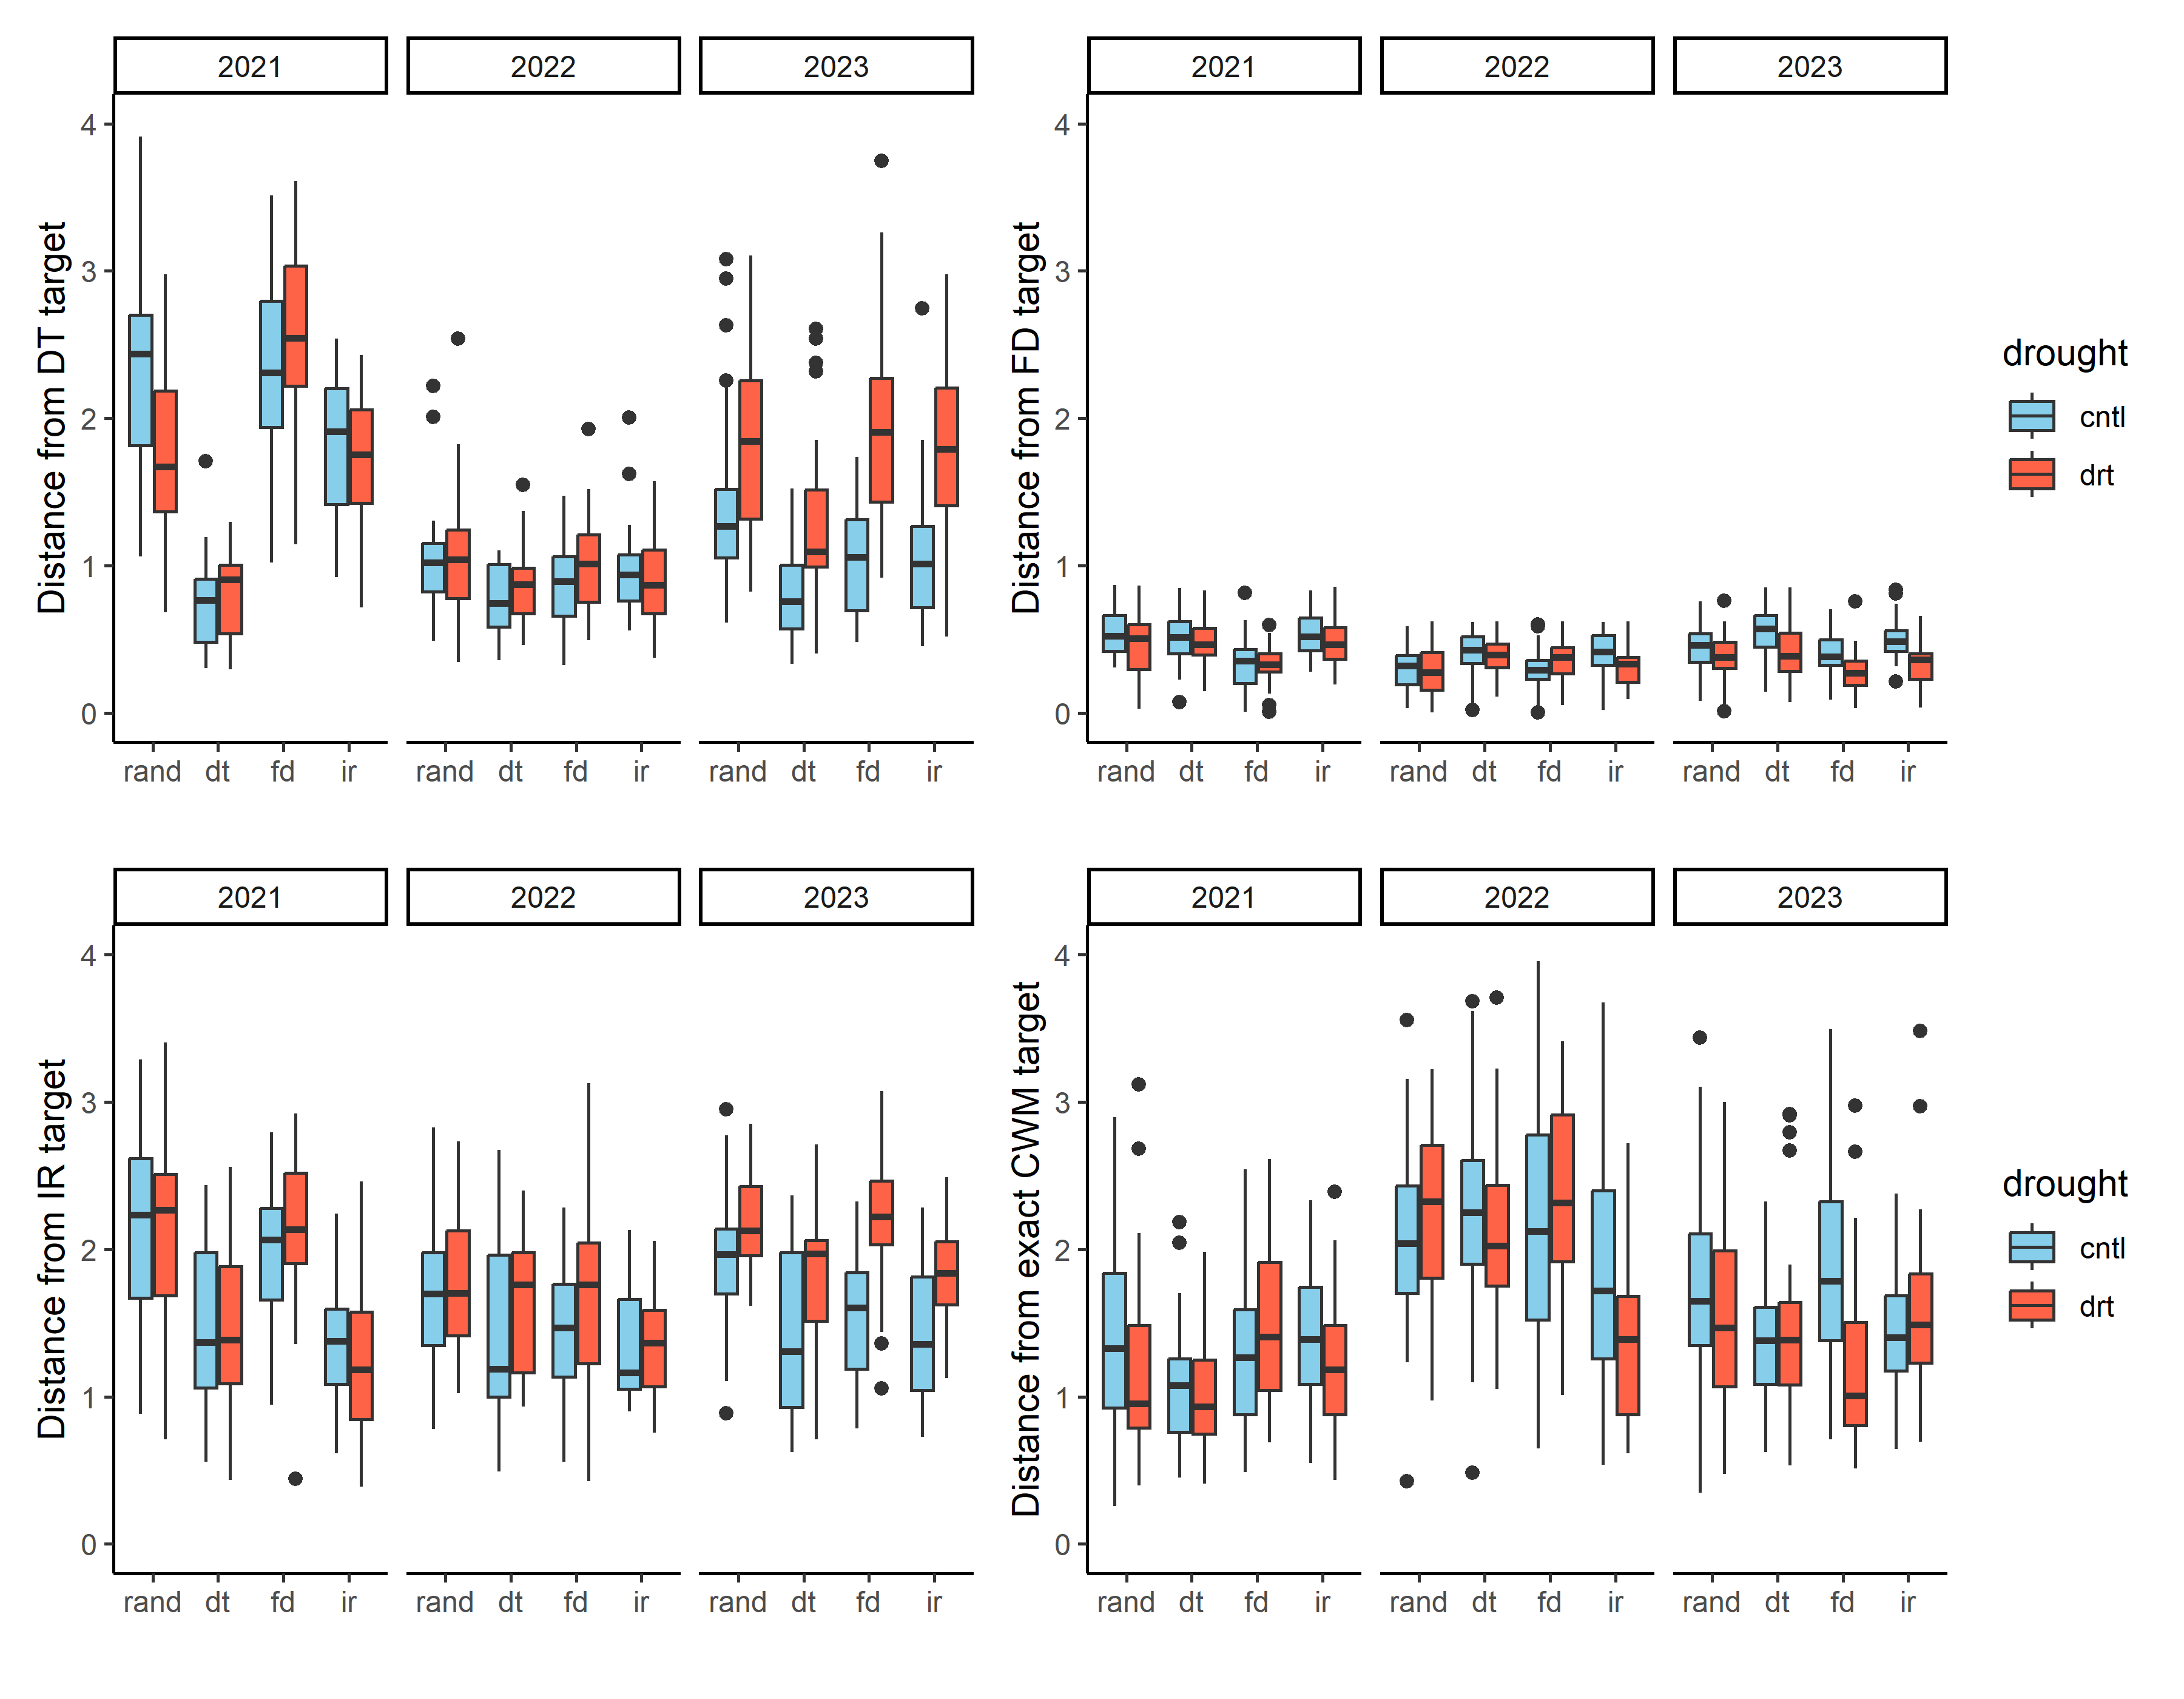 2021 2022 2023
Distance from DT target
4
3
2
1
0
rand dt fd ir rand dt fd ir rand dt fd ir
2021 2022 2023
Distance from FD target
4
3
2
1
0
rand dt fd ir rand dt fd ir rand dt fd ir
drought
cntl
drt
2021 2022 2023
Distance from IR target
4
3
2
1
0
rand dt fd ir rand dt fd ir rand dt fd ir
2021 2022 2023
Distance from exact CWM target
4
3
2
1
0
rand dt fd ir rand dt fd ir rand dt fd ir
drought
cntl
drt